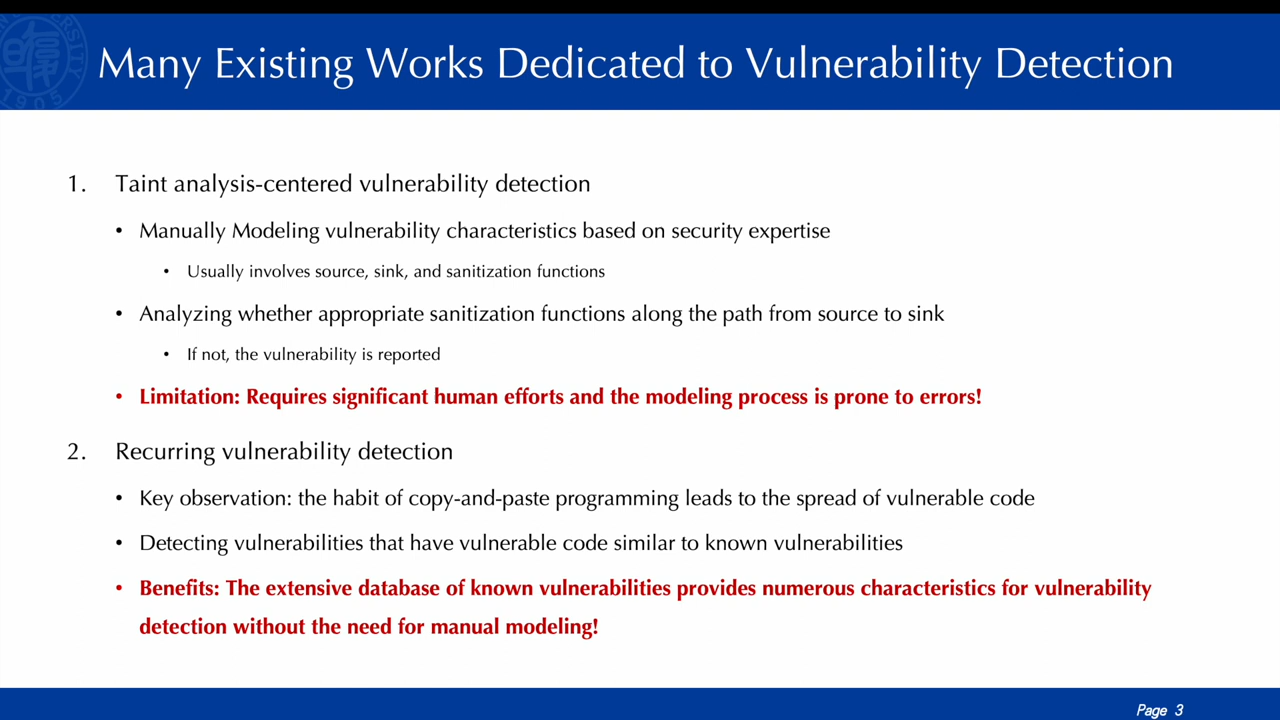 Many Existing Works Dedicated to Vulnerability Detection
1. Taint analysis-centered vulnerability detection
• Manually Modeling vulnerability characteristics based on security expertise
• Usually involves source, sink, and sanitization functions
• Analyzing whether appropriate sanitization functions along the path from source to sink
• If not, the vulnerability is reported
• Limitation: Requires significant human efforts and the modeling process is prone to errors!
2. Recurring vulnerability detection
• Key observation: the habit of copy-and-paste programming leads to the spread of vulnerable code
• Detecting vulnerabilities that have vulnerable code similar to known vulnerabilities
• Benefits: The extensive database of known vulnerabilities provides numerous characteristics for vulnerability
detection without the need for manual modeling!
Page 3